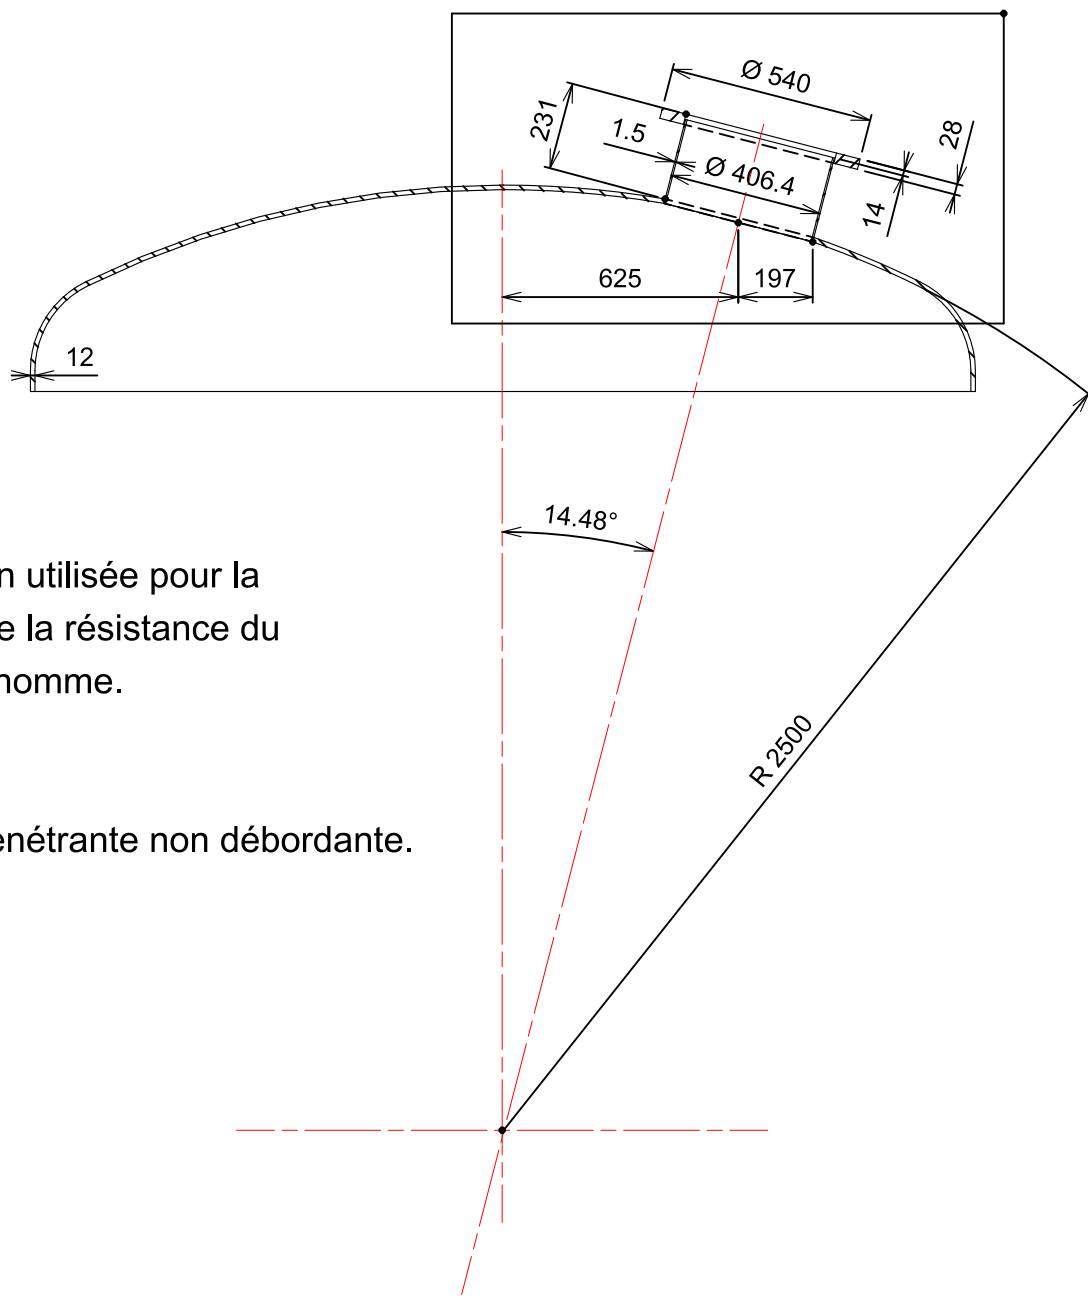 Ø 540
231
1.5
28
Ø 406.4
14
625
197
12
14.48°
n utilisée pour la
e la résistance du
homme.
R 2500
enétrante non débordante.